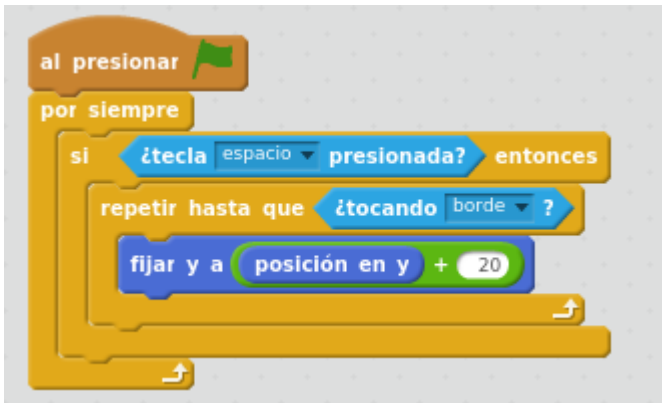 al presionar
por siempre
si ¿tecla espacio presionada? entonces
repetir hasta que ¿tocando borde ?
fijar y a posición en y + 20